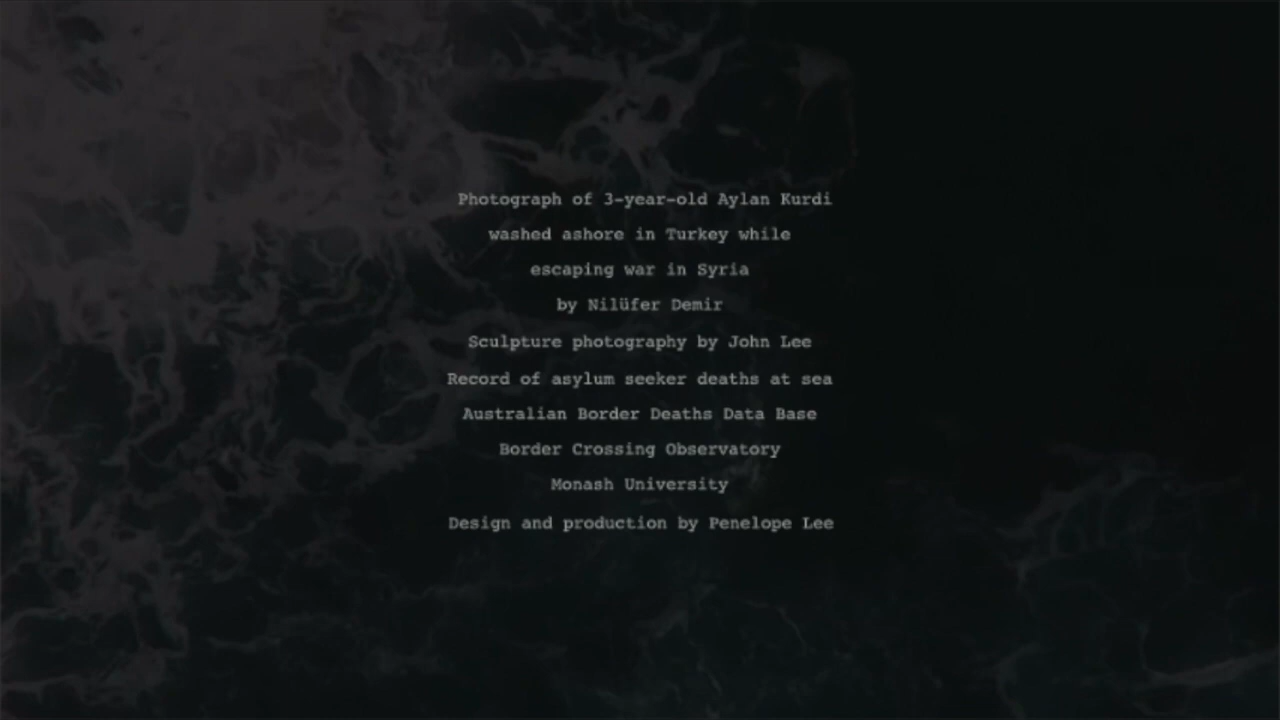 Photograph of 3-year-old Aylan Kurdi
washed ashore in Turkey while
escaping war in Syria
by Nilüfer Demir
Sculpture photography by John Lee
Record of asylum seeker deaths at sea
Australian Border Deaths Data Base
Border Crossing Observatory
Monash University
Design and production by Penelope Lee